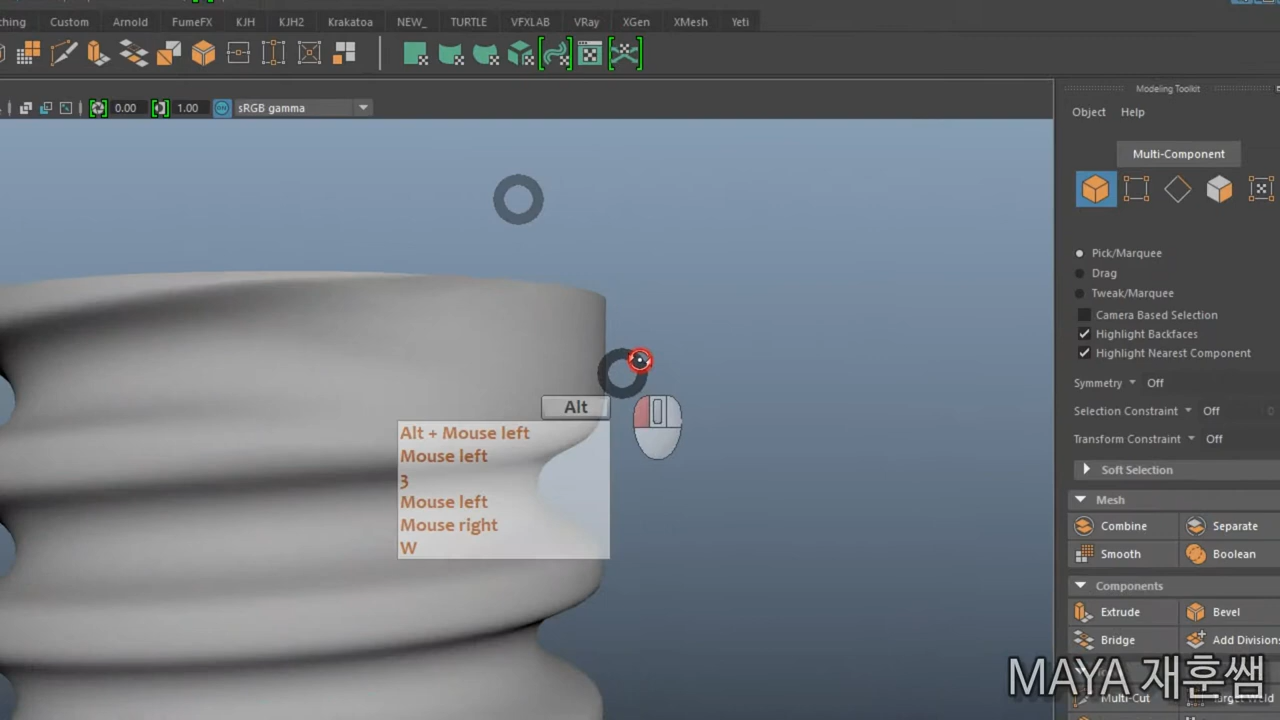 ching Custom Arnold FumeFX KJH KJH2 Krakatoa NEW_ TURTLE VFXLAB VRay XGen XMesh Yeti
0.00 1.00 ON sRGB gamma
Modeling Toolkit
Object Help
Multi-Component
Pick/Marquee
Drag
Tweak/Marquee
Camera Based Selection
Highlight Backfaces
Highlight Nearest Component
Symmetry Off
Selection Constraint Off
Transform Constraint Off
Soft Selection
Mesh
Combine Separate
Smooth Boolean
Components
Extrude Bevel
Bridge Add Divisions
Multi-Cut Target Weld
Alt
Alt + Mouse left
Mouse left
3
Mouse left
Mouse right
W
MAYA 재훈쌤